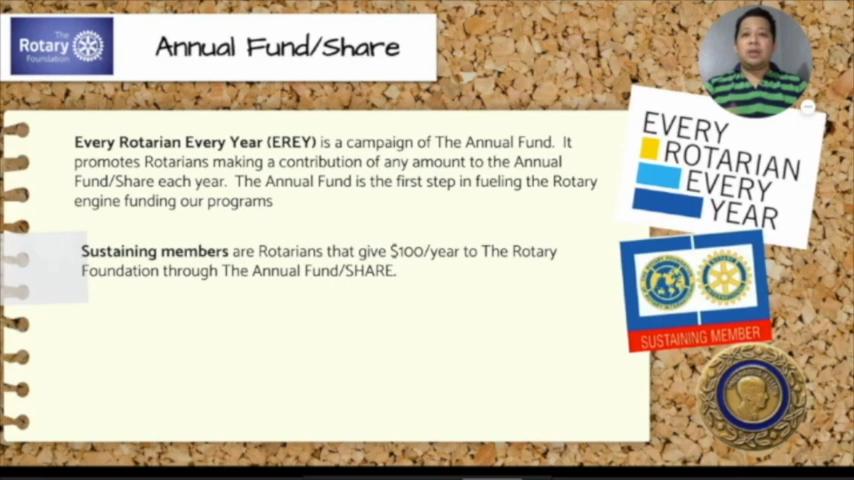 The
Rotary
Foundation
Annual Fund/Share
Every Rotarian Every Year (EREY) is a campaign of The Annual Fund. It
promotes Rotarians making a contribution of any amount to the Annual
Fund/Share each year. The Annual Fund is the first step in fueling the Rotary
engine funding our programs
Sustaining members are Rotarians that give $100/year to The Rotary
Foundation through The Annual Fund/SHARE.
EVERY
ROTARIAN
EVERY
YEAR
SUSTAINING MEMBER